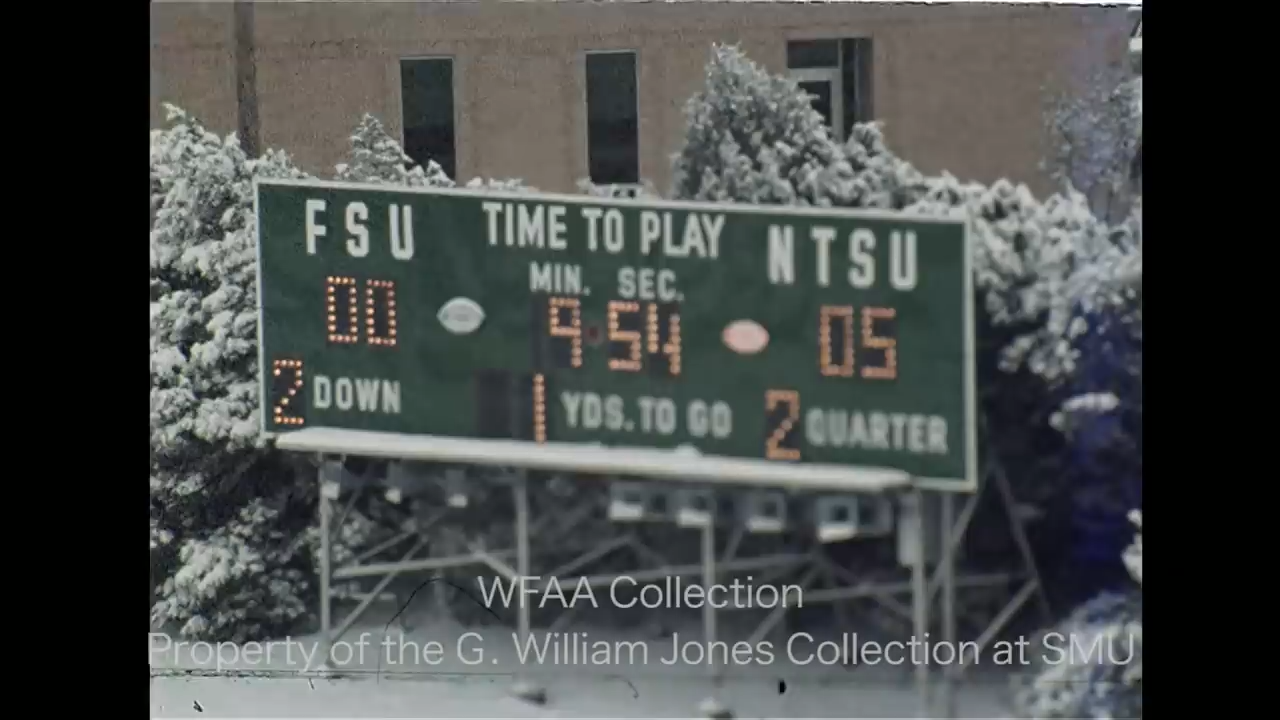 FSU TIME TO PLAY NTSU
MIN. SEC.
00 9:54 05
2 DOWN 1 YDS. TO GO 2 QUARTER
WFAA Collection
Property of the G. William Jones Collection at SMU